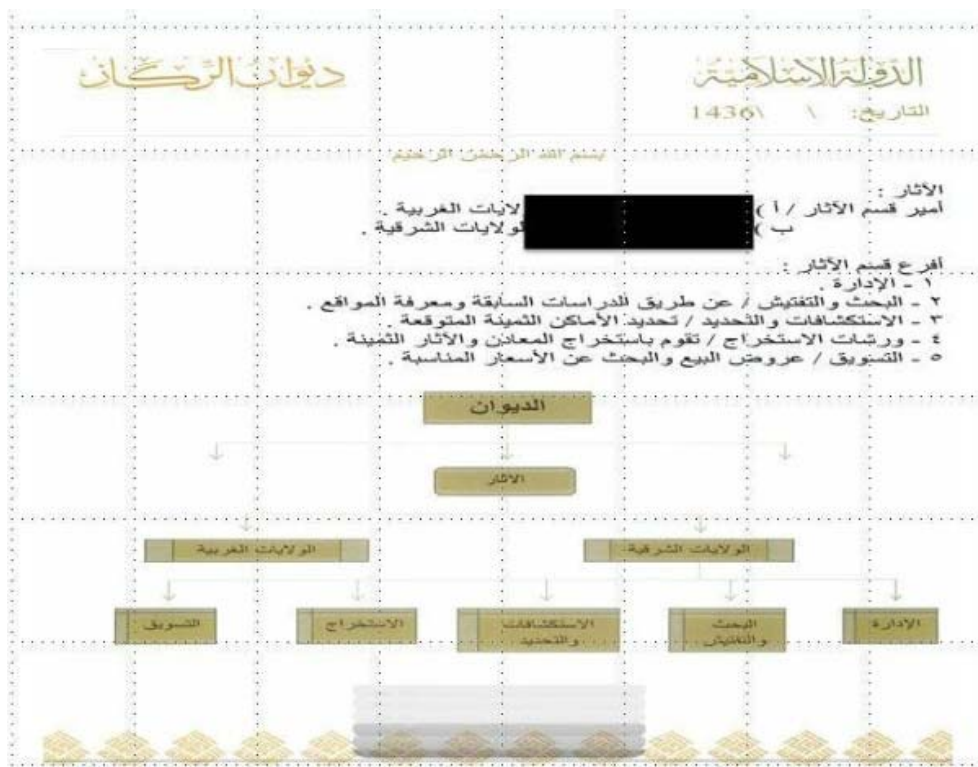 الدولة الإسلامية
ديوان الركاز
التاريخ: \ \1436
بسم الله الرحمن الرحيم
الآثار :
أمير قسم الآثار / أ ) لايات الغربية .
ب ) لولايات الشرقية .
أفرع قسم الآثار :
١ - الإدارة .
٢ - البحث والتفتيش / عن طريق الدراسات السابقة ومعرفة المواقع .
٣ - الاستكشافات والتحديد / تحديد الأماكن الثمينة المتوقعة .
٤ - ورشات الاستخراج / تقوم باستخراج المعادن والآثار الثمينة .
٥ - التسويق / عروض البيع والبحث عن الأسعار المناسبة .
الديوان
الاثار
الولايات الشرقية
الولايات الغربية
الإدارة
البحث والتفتيش
الاستكشافات والتحديد
الاستخراج
التسويق